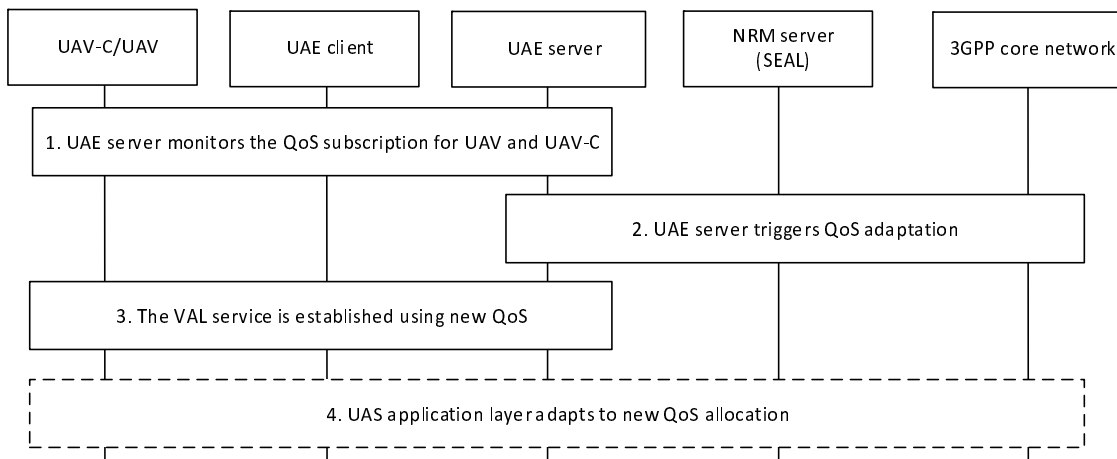 UAV-C/UAV
UAE client
UAE server
NRM server
(SEAL)
3GPP core network
1. UAE server monitors the QoS subscription for UAV and UAV-C
2. UAE server triggers QoS adaptation
3. The VAL service is established using new QoS
4. UAS application layer adapts to new QoS allocation